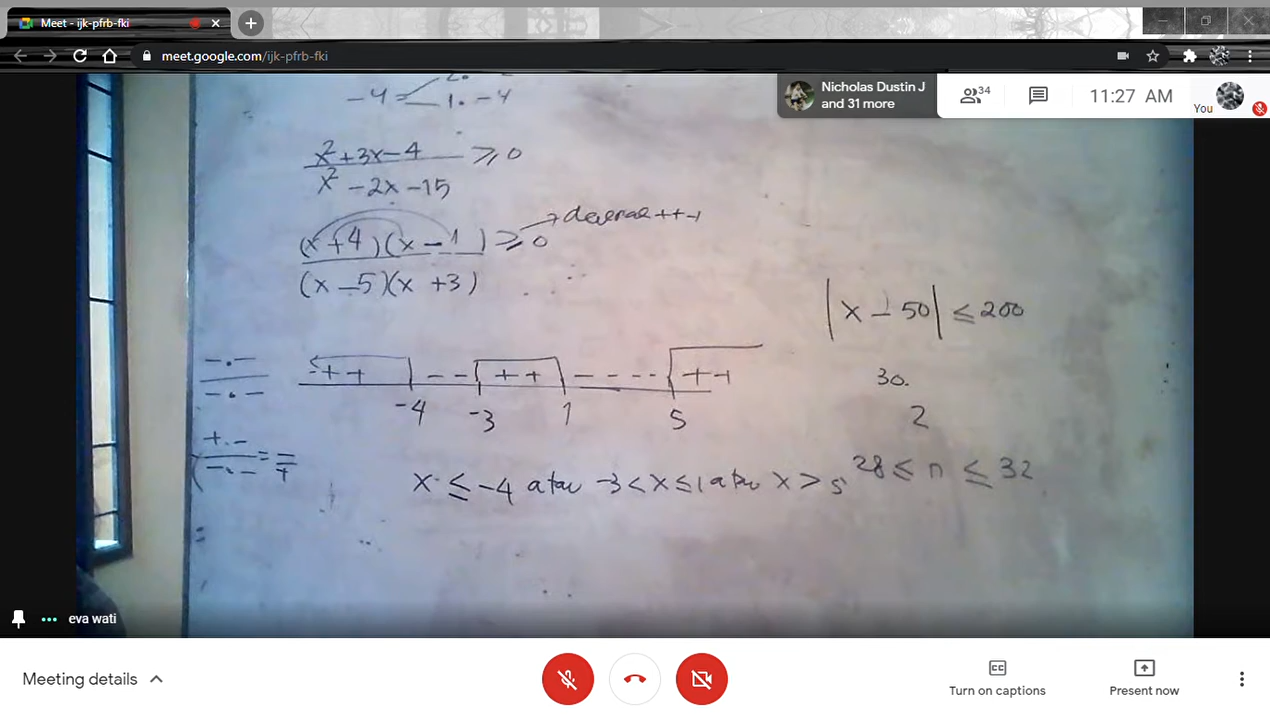 Meet - ijk-pfrb-fki
meet.google.com/ijk-pfrb-fki
Nicholas Dustin J
and 31 more
34
11:27 AM
You
-4 = 1. -4
x²+3x-4 ≥ 0
x² -2x -15
(x+4)(x-1) ≥ 0
(x-5)(x+3)
|x - 50| ≤ 200
++ -- ++ ---- ++
-4 -3 1 5
30.
2
- . -
- . -
+ . - = -
- . - +
x ≤ -4 atau -3 < x ≤ 1 atau x > 5
28 ≤ n ≤ 32
=
eva wati
Meeting details
Turn on captions
Present now